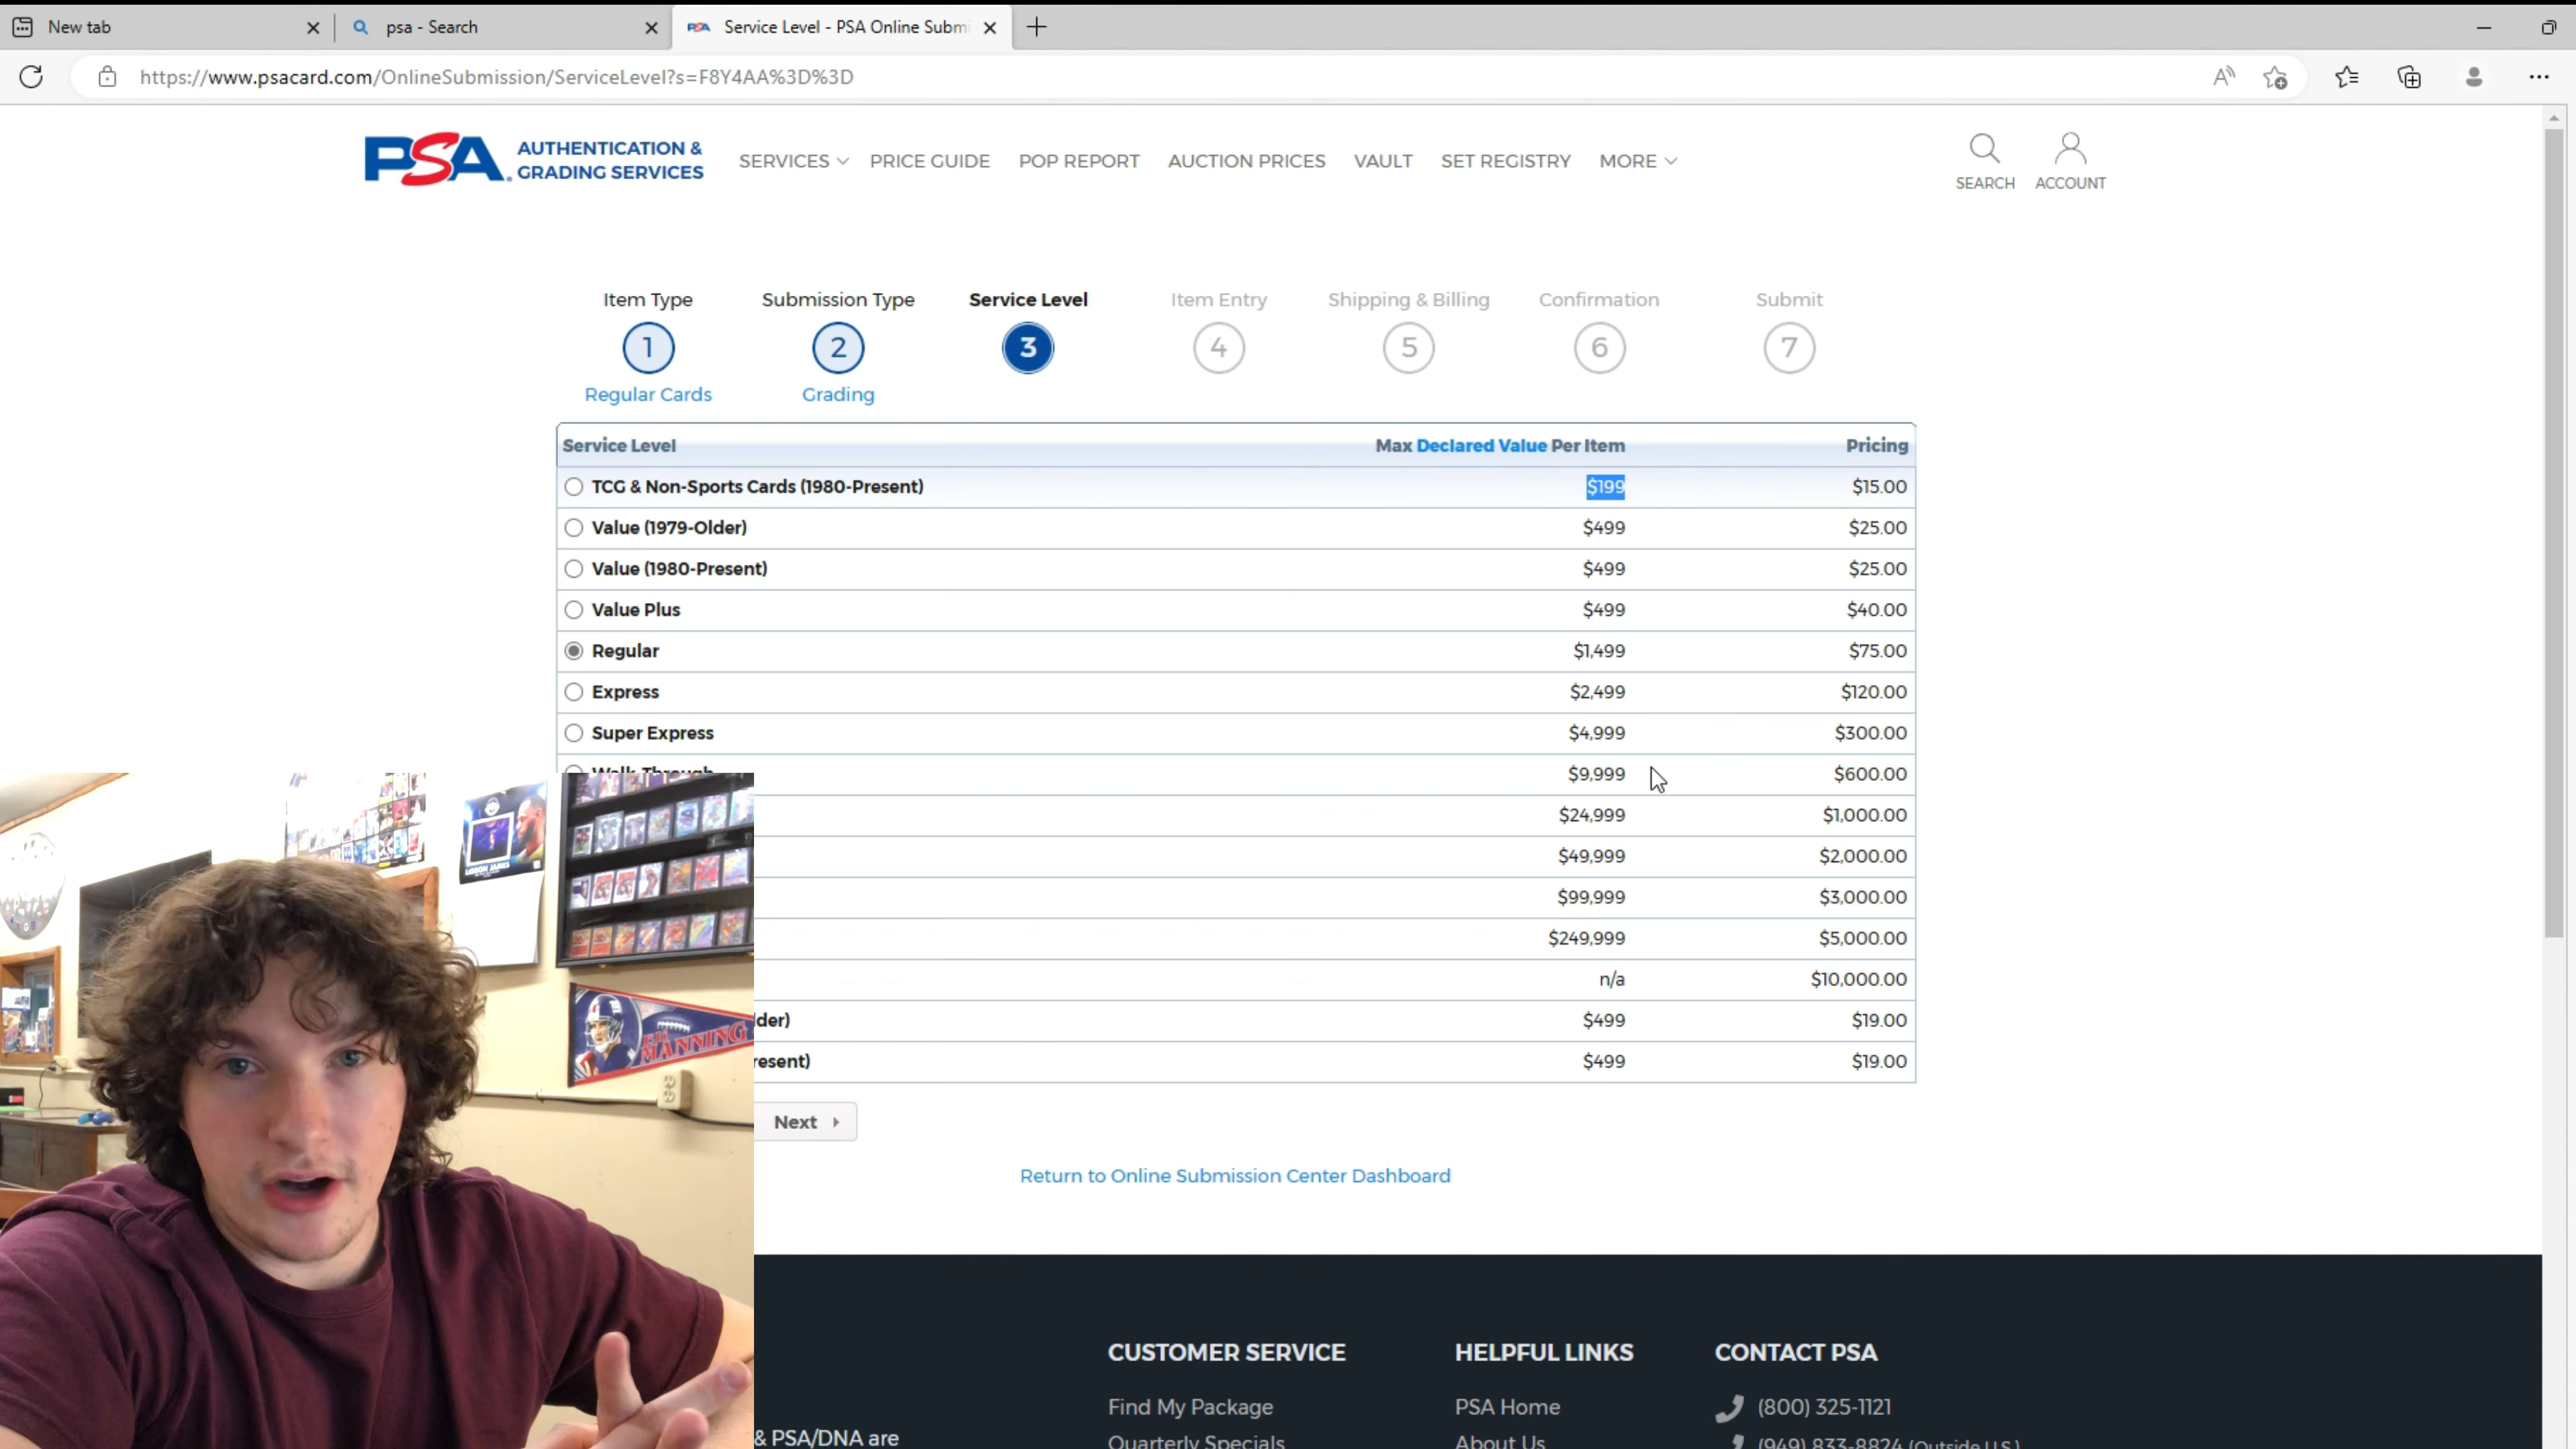 New tab
psa - Search
Service Level - PSA Online Subm
https://www.psacard.com/OnlineSubmission/ServiceLevel?s=F8Y4AA%3D%3D
PSA AUTHENTICATION &
GRADING SERVICES
SERVICES PRICE GUIDE POP REPORT AUCTION PRICES VAULT SET REGISTRY MORE
SEARCH ACCOUNT
Item Type Submission Type Service Level Item Entry Shipping & Billing Confirmation Submit
1 2 3 4 5 6 7
Regular Cards Grading
Service Level Max Declared Value Per Item Pricing
TCG & Non-Sports Cards (1980-Present) $199 $15.00
Value (1979-Older) $499 $25.00
Value (1980-Present) $499 $25.00
Value Plus $499 $40.00
Regular $1,499 $75.00
Express $2,499 $120.00
Super Express $4,999 $300.00
Walk-Through $9,999 $600.00
$24,999 $1,000.00
$49,999 $2,000.00
$99,999 $3,000.00
$249,999 $5,000.00
n/a $10,000.00
der) $499 $19.00
resent) $499 $19.00
LEBRON JAMES
MANNING
Next
Return to Online Submission Center Dashboard
CUSTOMER SERVICE HELPFUL LINKS CONTACT PSA
Find My Package PSA Home (800) 325-1121
& PSA/DNA are
Quarterly Specials About Us (949) 833-8824 (Outside U.S.)